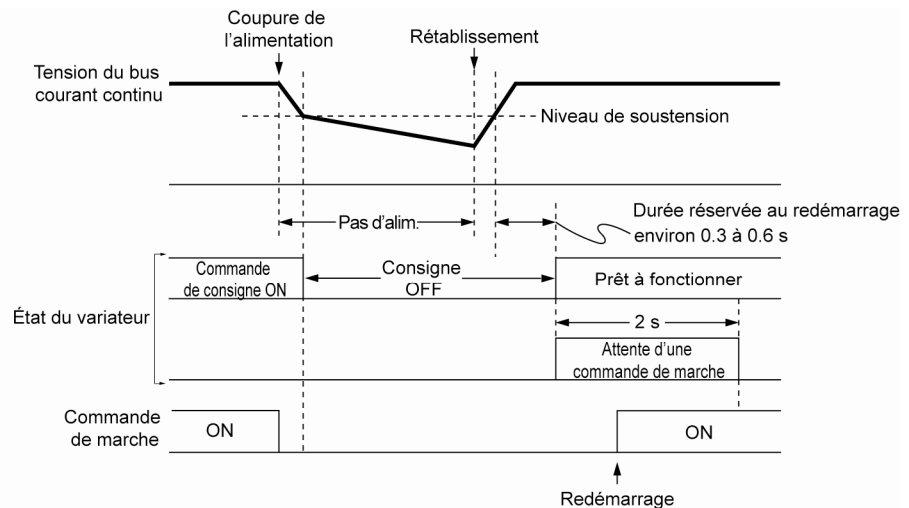 Coupure de
l'alimentation
Rétablissement
Tension du bus
courant continu
Niveau de soustension
Pas d'alim.
Durée réservée au redémarrage
environ 0.3 à 0.6 s
Commande
de consigne ON
Consigne
OFF
Prêt à fonctionner
État du variateur
2 s
Attente d'une
commande de marche
Commande
de marche
ON
ON
Redémarrage